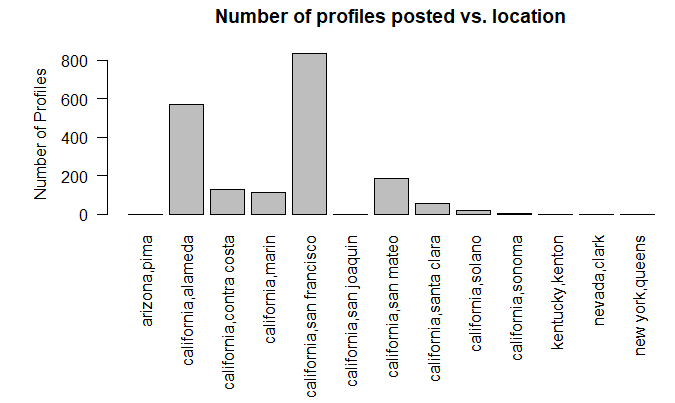 Number of profiles posted vs. location
Number of Profiles
800
600
400
200
0
arizona,pima
california,alameda
california,contra costa
california,marin
california,san francisco
california,san joaquin
california,san mateo
california,santa clara
california,solano
california,sonoma
kentucky,kenton
nevada,clark
new york,queens